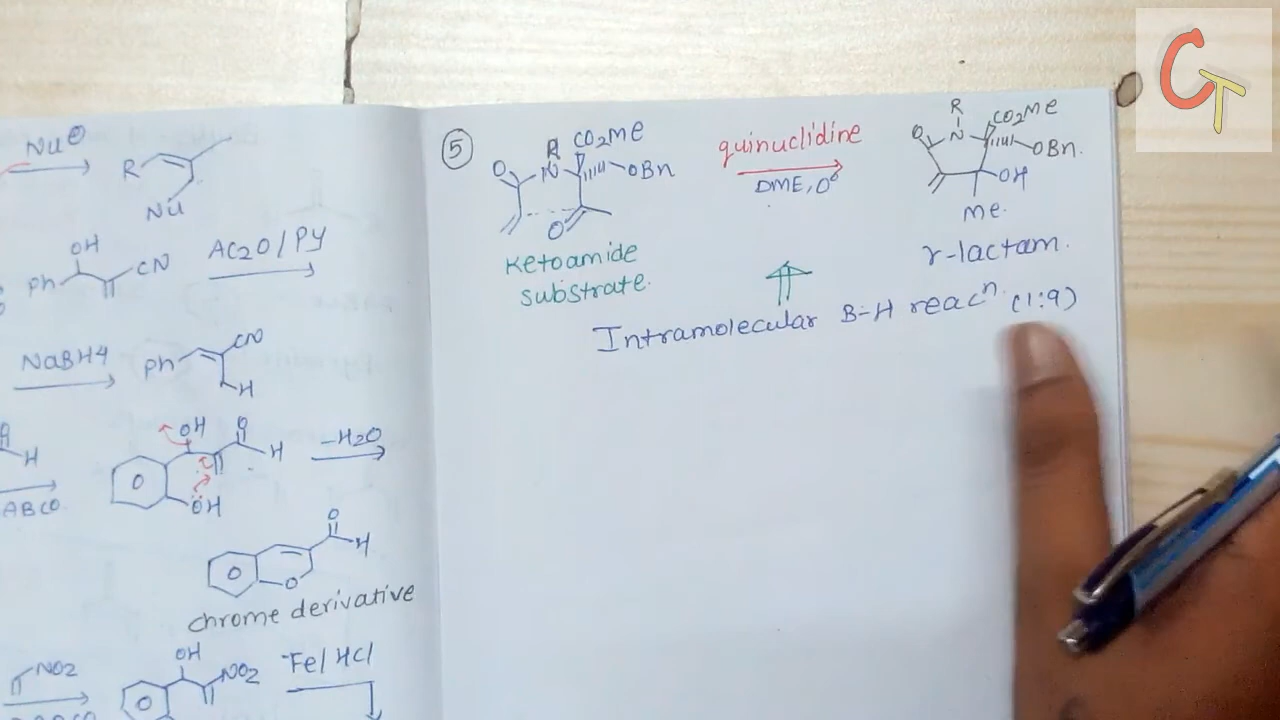 Nu⊖
R
Nu
OH
Ph
CN
Ac2O/PY
NaBH4
Ph
CN
H
H
OH
O
H
-H2O
ABCO
O
OH
O
H
O
O
chrome derivative
NO2
OH
NO2
O
Fe/HCl
5
O
R
N
CO2Me
OBn
O
Ketoamide
substrate.
quinuclidine
DME, 0°
R
O
N
CO2Me
OBn.
OH
Me.
r-lactam.
Intramolecular B-H reacn. (1:9)
CT